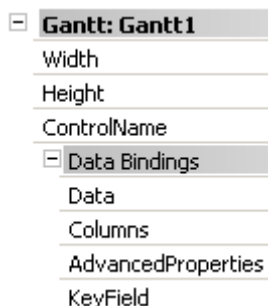 Gantt: Gantt1
Width
Height
ControlName
Data Bindings
Data
Columns
AdvancedProperties
KeyField